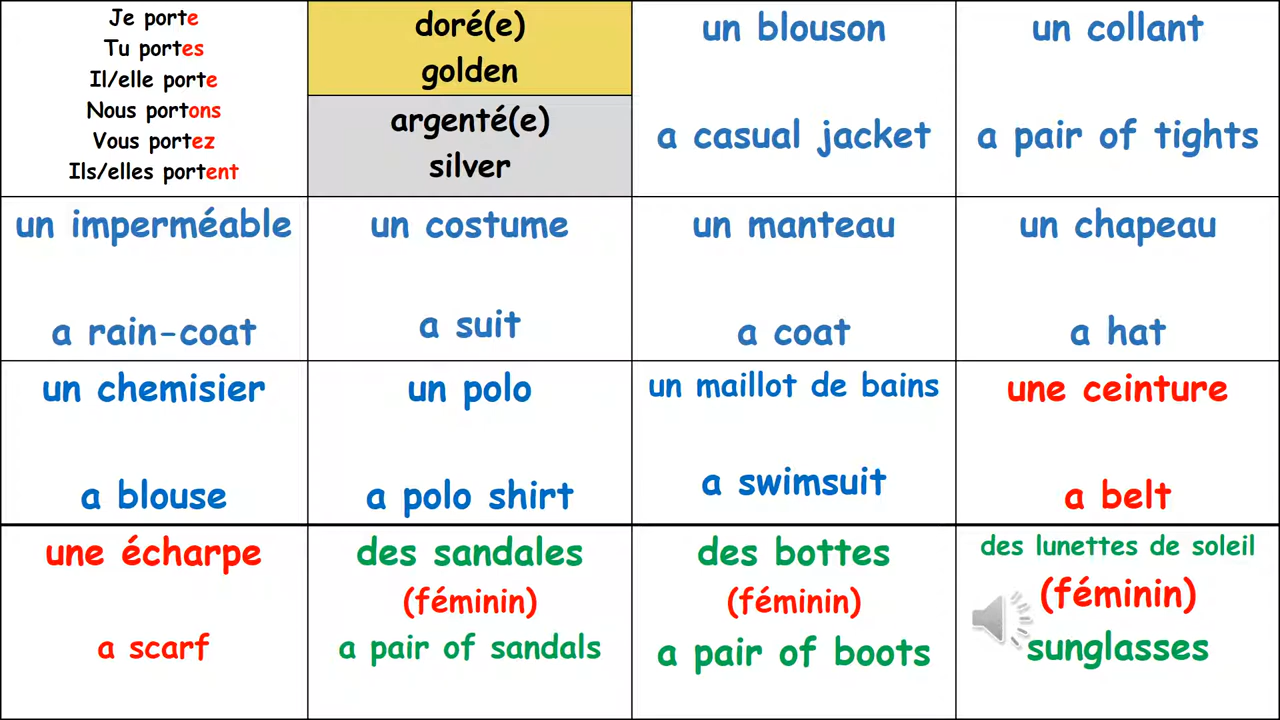 Je porte
Tu portes
Il/elle porte
Nous portons
Vous portez
Ils/elles portent
doré(e)
golden
argenté(e)
silver
un blouson
a casual jacket
un collant
a pair of tights
un imperméable
a rain-coat
un costume
a suit
un manteau
a coat
un chapeau
a hat
un chemisier
a blouse
un polo
a polo shirt
un maillot de bains
a swimsuit
une ceinture
a belt
une écharpe
a scarf
des sandales
(féminin)
a pair of sandals
des bottes
(féminin)
a pair of boots
des lunettes de soleil
(féminin)
sunglasses